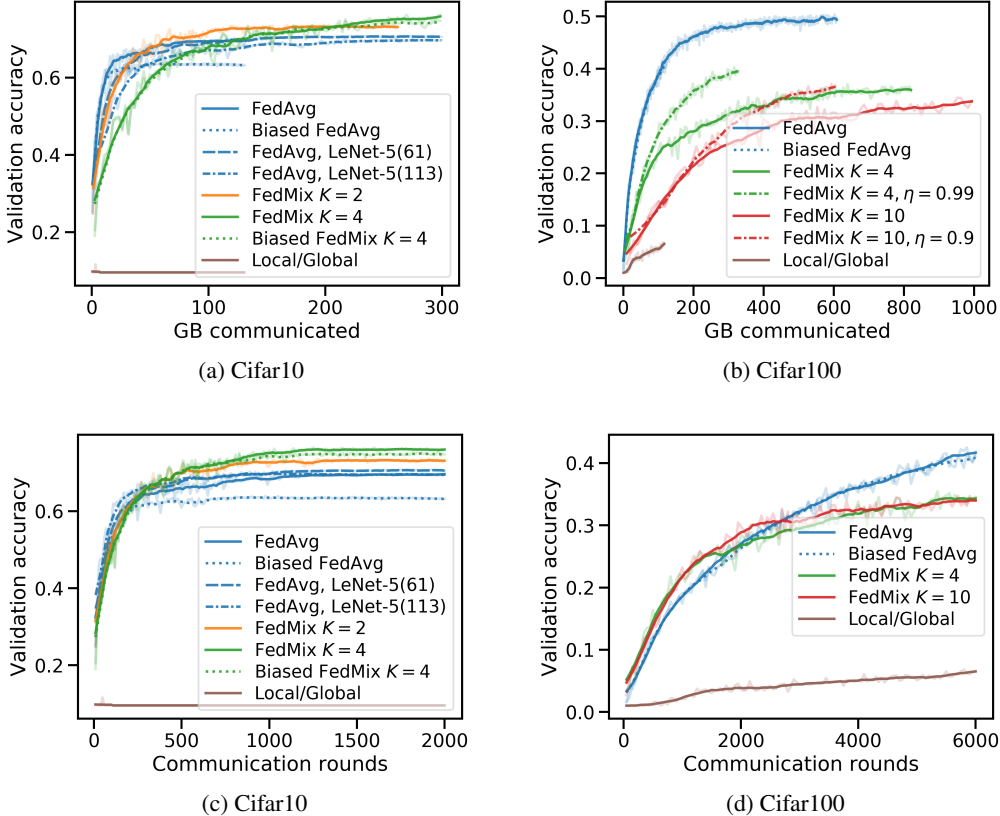 Validation accuracy
0.6
0.4
0.2
FedAvg
Biased FedAvg
FedAvg, LeNet-5(61)
FedAvg, LeNet-5(113)
FedMix K = 2
FedMix K = 4
Biased FedMix K = 4
Local/Global
0 100 200 300
GB communicated
(a) Cifar10
Validation accuracy
0.5
0.4
0.3
0.2
0.1
0.0
FedAvg
Biased FedAvg
FedMix K = 4
FedMix K = 4, η = 0.99
FedMix K = 10
FedMix K = 10, η = 0.9
Local/Global
0 200 400 600 800 1000
GB communicated
(b) Cifar100
Validation accuracy
0.6
0.4
0.2
FedAvg
Biased FedAvg
FedAvg, LeNet-5(61)
FedAvg, LeNet-5(113)
FedMix K = 2
FedMix K = 4
Biased FedMix K = 4
Local/Global
0 500 1000 1500 2000
Communication rounds
(c) Cifar10
Validation accuracy
0.4
0.3
0.2
0.1
0.0
FedAvg
Biased FedAvg
FedMix K = 4
FedMix K = 10
Local/Global
0 2000 4000 6000
Communication rounds
(d) Cifar100